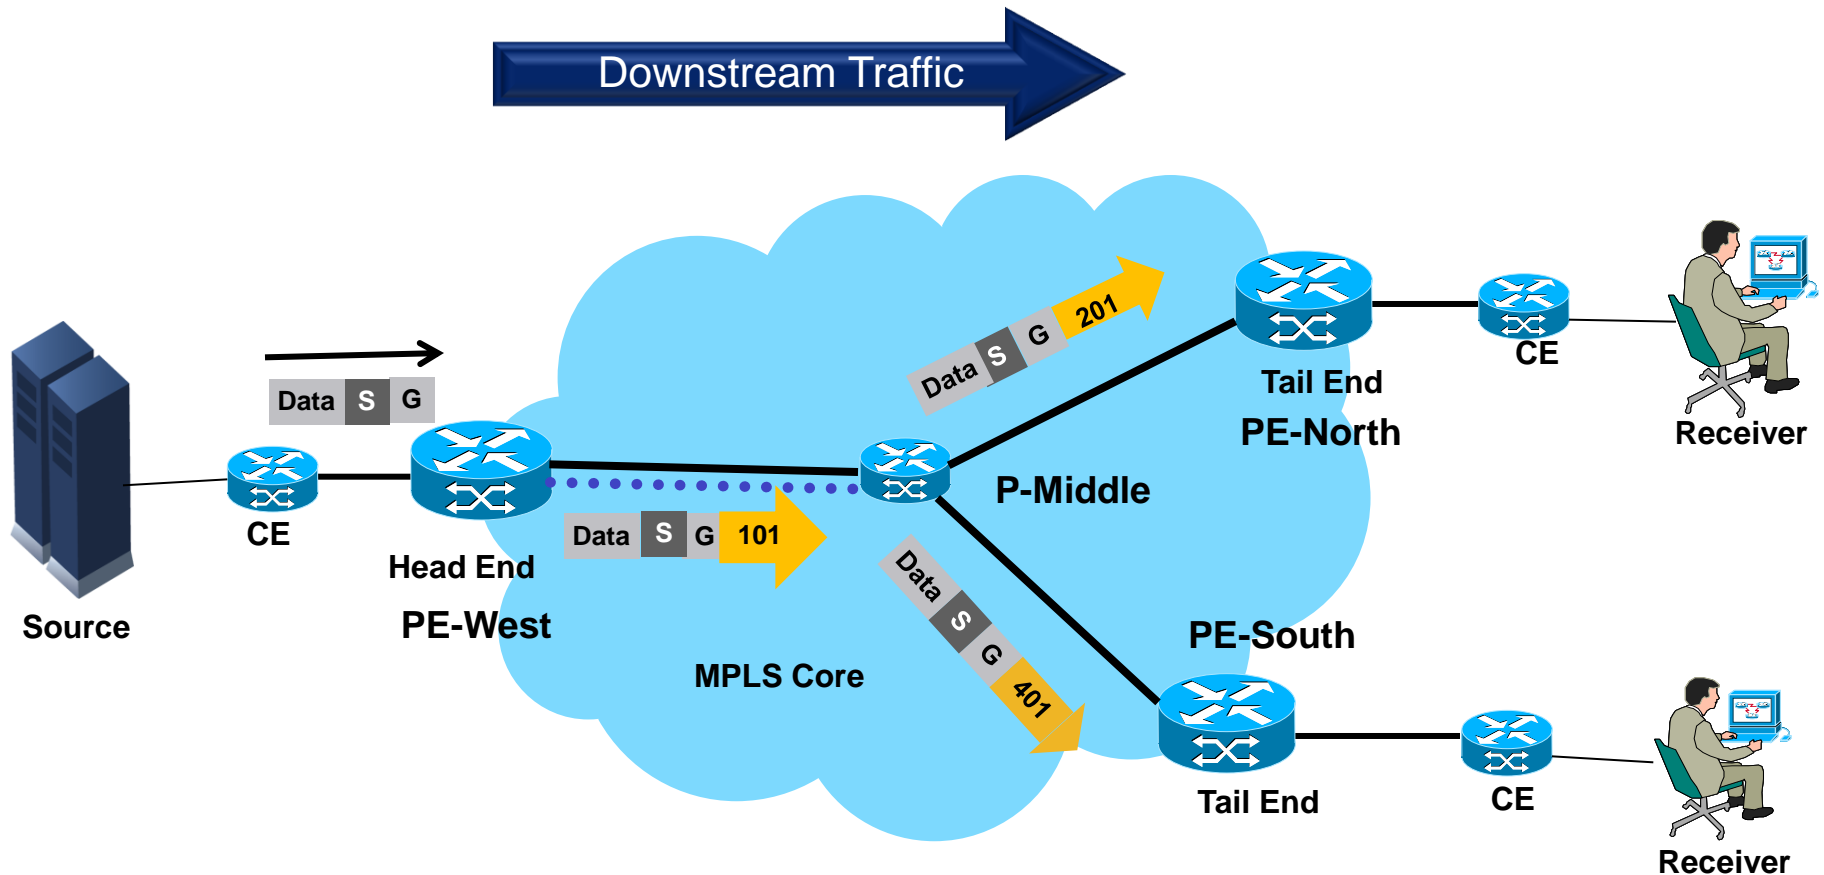 Downstream Traffic
Data S G 201
CE
Tail End
Data S G
PE-North
Receiver
P-Middle
CE
Data S G 101
Head End
Data S G 401
Source
PE-West
PE-South
MPLS Core
Tail End
CE
Receiver